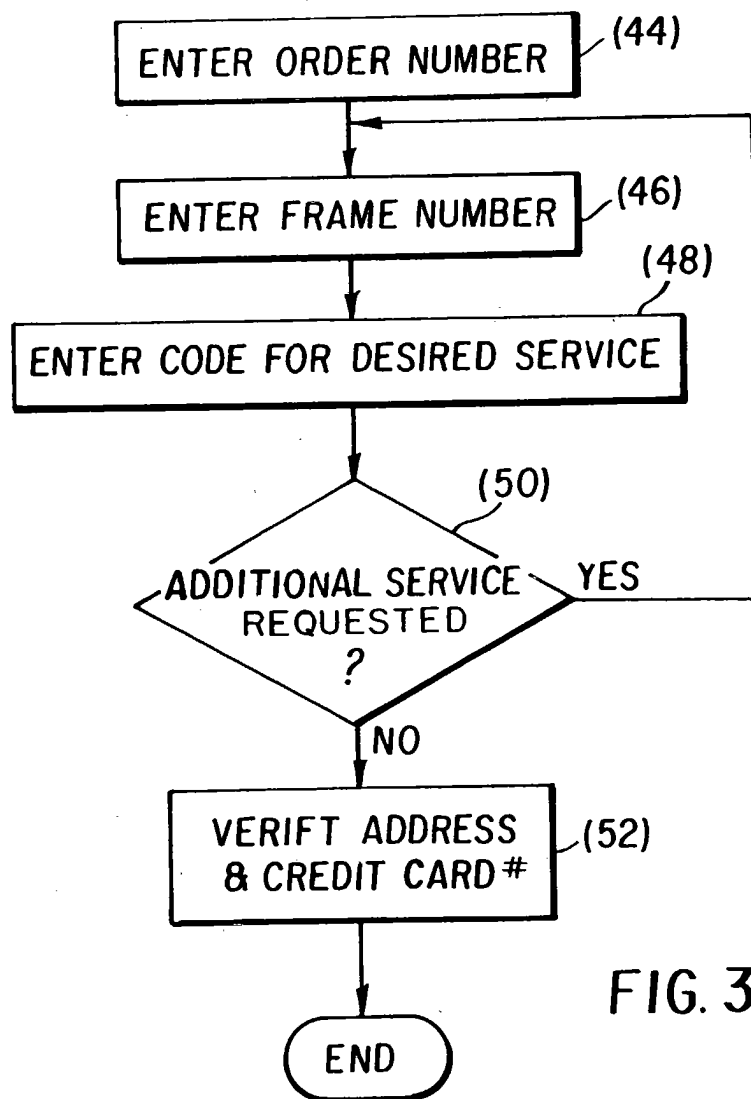 ENTER ORDER NUMBER
(44)
ENTER FRAME NUMBER
(46)
(48)
ENTER CODE FOR DESIRED SERVICE
(50)
ADDITIONAL SERVICE
REQUESTED
?
YES
NO
VERIFT ADDRESS
& CREDIT CARD #
(52)
END
FIG. 3